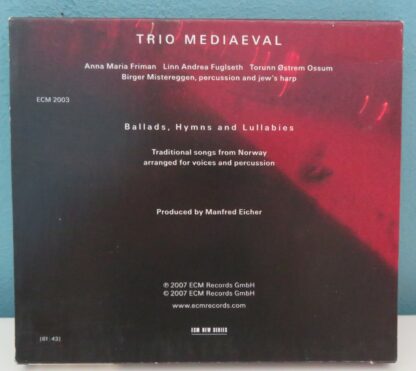 TRIO MEDIAEVAL
Anna Maria Friman Linn Andrea Fuglseth Torunn Østrem Ossum
Birger Mistereggen, percussion and jew's harp
ECM 2003
Ballads, Hymns and Lullabies
Traditional songs from Norway
arranged for voices and percussion
Produced by Manfred Eicher
℗ 2007 ECM Records GmbH
© 2007 ECM Records GmbH
www.ecmrecords.com
ECM NEW SERIES
(61:43)